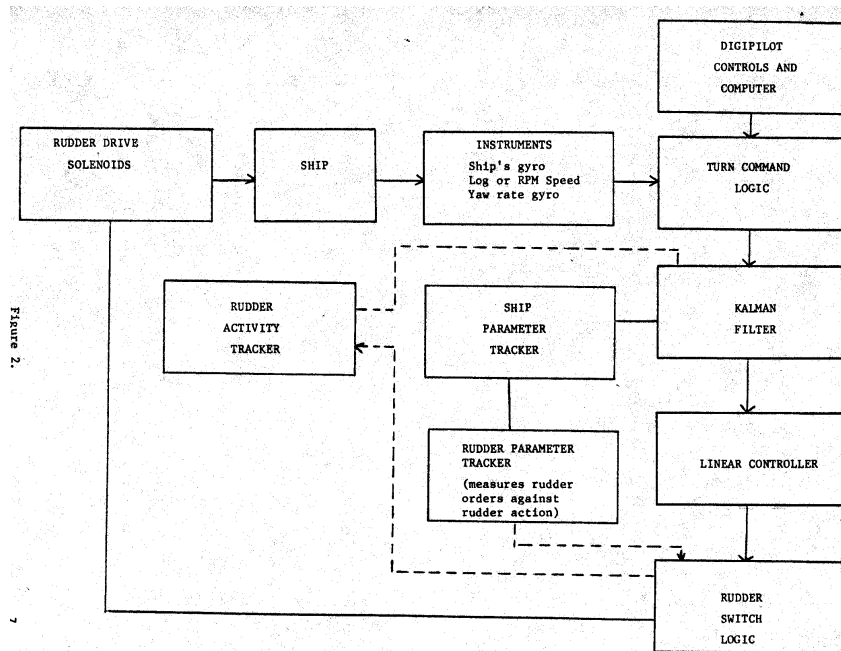 DIGIPILOT
CONTROLS AND
COMPUTER
RUDDER DRIVE
SOLENOIDS
SHIP
INSTRUMENTS
Ship's gyro
Log or RPM Speed
Yaw rate gyro
TURN COMMAND
LOGIC
RUDDER
ACTIVITY
TRACKER
SHIP
PARAMETER
TRACKER
KALMAN
FILTER
RUDDER PARAMETER
TRACKER
(measures rudder
orders against
rudder action)
LINEAR CONTROLLER
RUDDER
SWITCH
LOGIC
Figure 2.
7